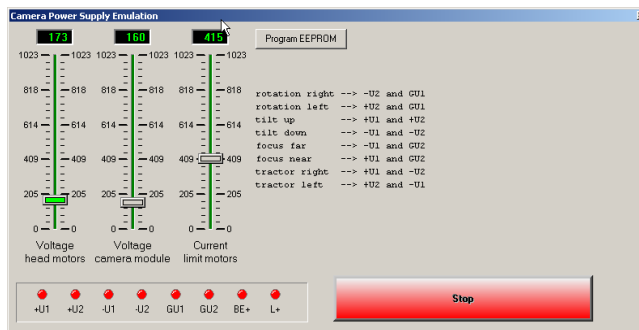 Camera Power Supply Emulation
173 160 415
Program EEPROM
1023 1023 1023 1023 1023 1023
818 818 818 818 818 818
614 614 614 614 614 614
409 409 409 409 409 409
205 205 205 205 205 205
0 0 0 0 0 0
Voltage head motors
Voltage camera module
Current limit motors
rotation right --> -U2 and GU1
rotation left --> +U2 and GU1
tilt up --> +U1 and +U2
tilt down --> -U1 and -U2
focus far --> -U1 and GU2
focus near --> +U1 and GU2
tractor right --> +U1 and -U2
tractor left --> +U2 and -U1
+U1 +U2 -U1 -U2 GU1 GU2 BE+ L+
Stop